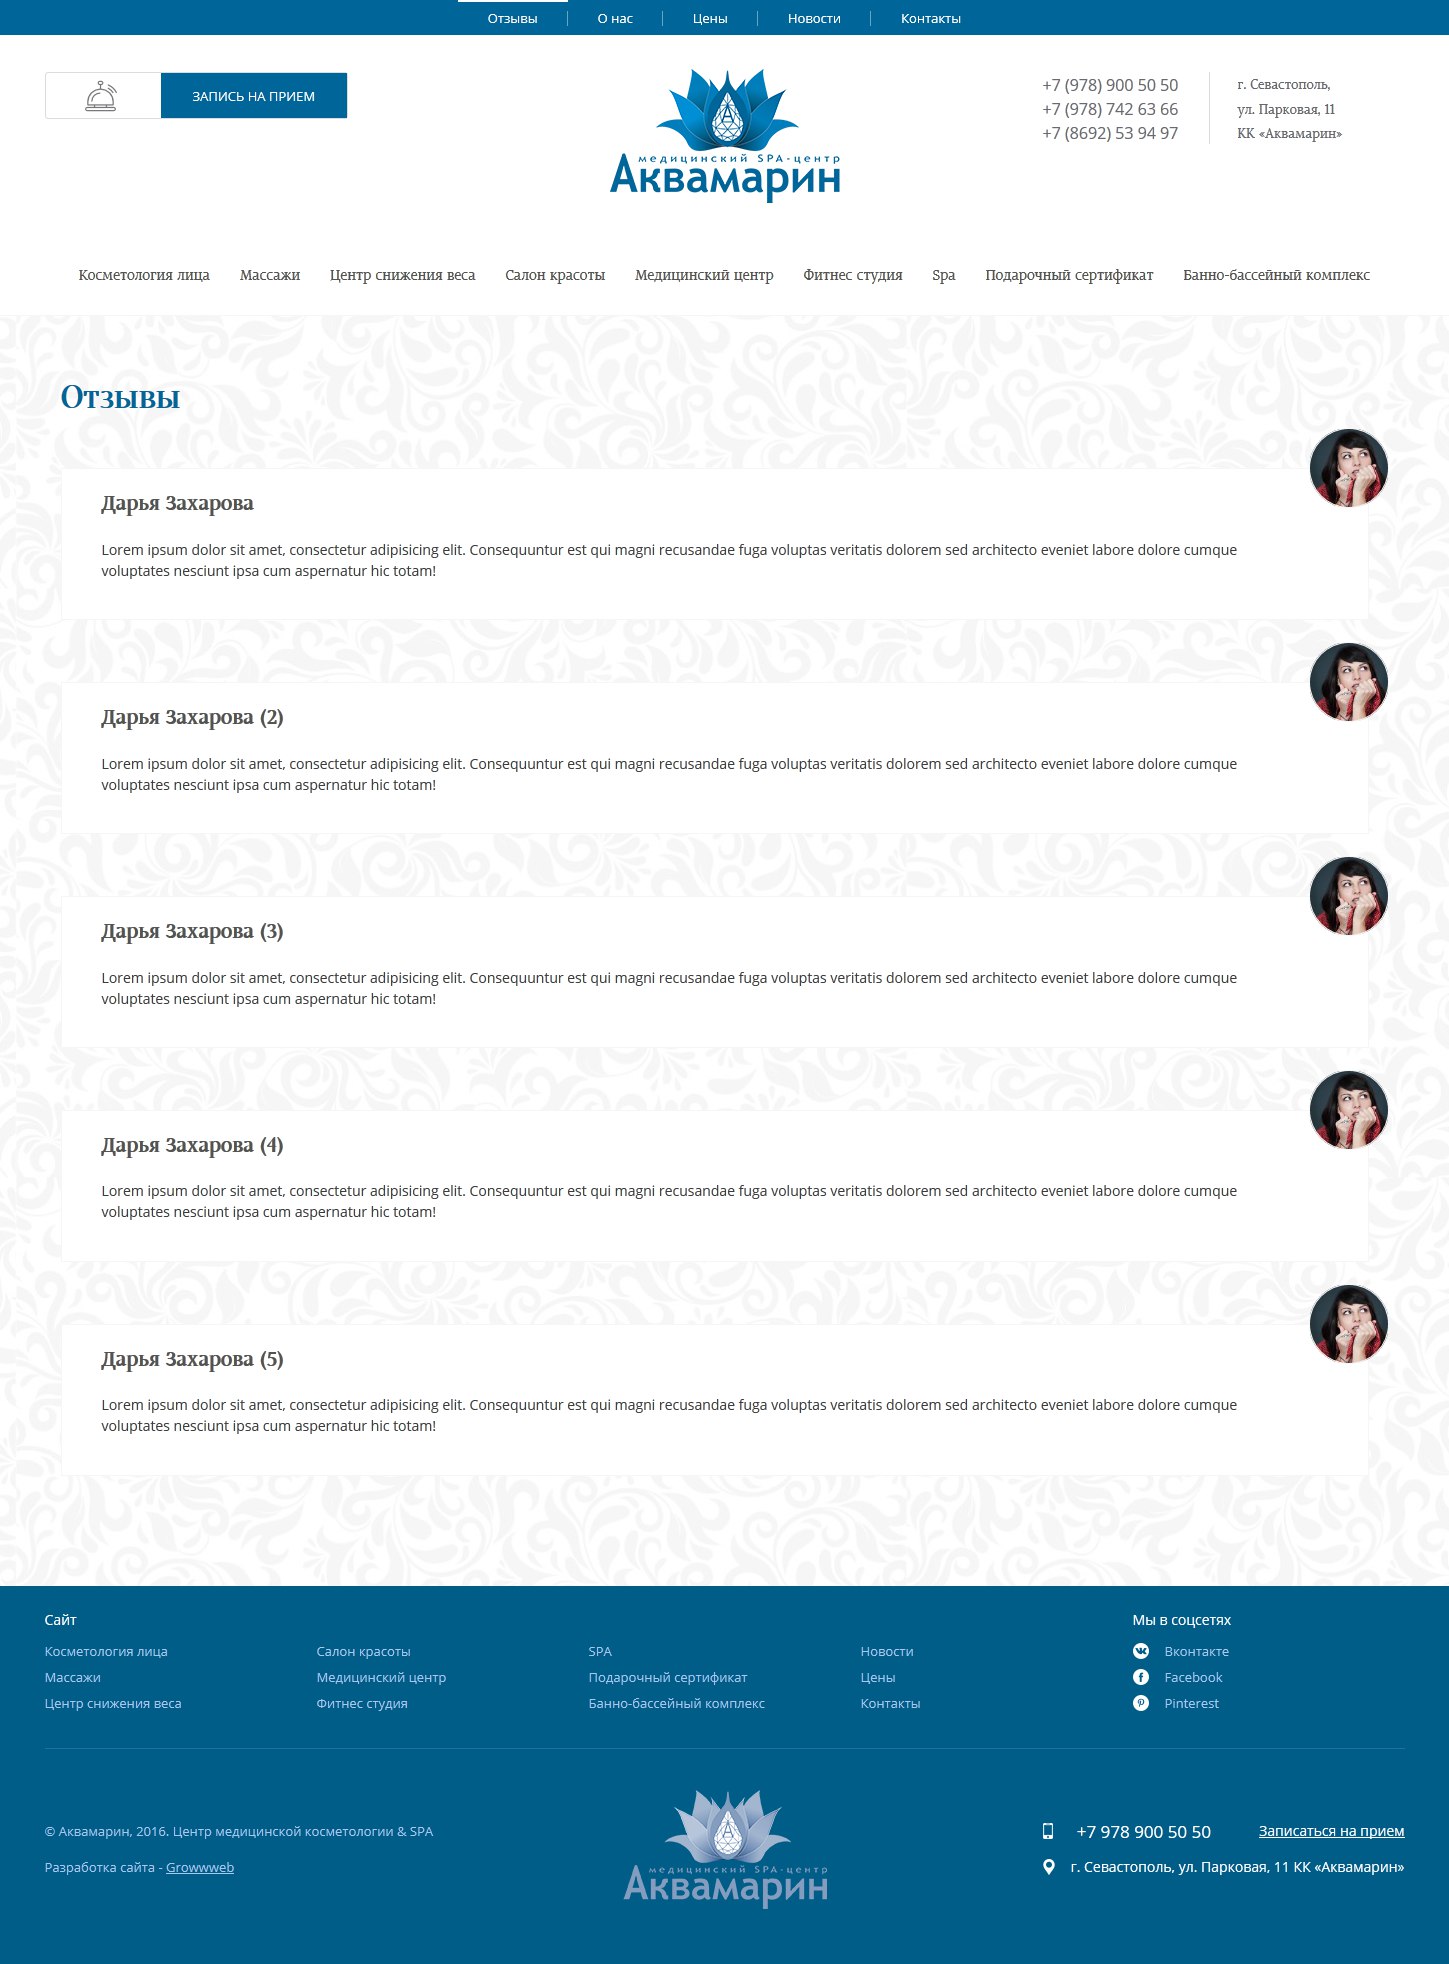 Отзывы
О нас
Цены
Новости
Контакты
ЗАПИСЬ НА ПРИЕМ
медицинский SPA-центр
Аквамарин
+7 (978) 900 50 50
+7 (978) 742 63 66
+7 (8692) 53 94 97
г. Севастополь,
ул. Парковая, 11
КК «Аквамарин»
Косметология лица
Массажи
Центр снижения веса
Салон красоты
Медицинский центр
Фитнес студия
Spa
Подарочный сертификат
Банно-бассейный комплекс
Отзывы
Дарья Захарова
Lorem ipsum dolor sit amet, consectetur adipisicing elit. Consequuntur est qui magni recusandae fuga voluptas veritatis dolorem sed architecto eveniet labore dolore cumque
voluptates nesciunt ipsa cum aspernatur hic totam!
Дарья Захарова (2)
Lorem ipsum dolor sit amet, consectetur adipisicing elit. Consequuntur est qui magni recusandae fuga voluptas veritatis dolorem sed architecto eveniet labore dolore cumque
voluptates nesciunt ipsa cum aspernatur hic totam!
Дарья Захарова (3)
Lorem ipsum dolor sit amet, consectetur adipisicing elit. Consequuntur est qui magni recusandae fuga voluptas veritatis dolorem sed architecto eveniet labore dolore cumque
voluptates nesciunt ipsa cum aspernatur hic totam!
Дарья Захарова (4)
Lorem ipsum dolor sit amet, consectetur adipisicing elit. Consequuntur est qui magni recusandae fuga voluptas veritatis dolorem sed architecto eveniet labore dolore cumque
voluptates nesciunt ipsa cum aspernatur hic totam!
Дарья Захарова (5)
Lorem ipsum dolor sit amet, consectetur adipisicing elit. Consequuntur est qui magni recusandae fuga voluptas veritatis dolorem sed architecto eveniet labore dolore cumque
voluptates nesciunt ipsa cum aspernatur hic totam!
Сайт
Косметология лица
Массажи
Центр снижения веса
Салон красоты
Медицинский центр
Фитнес студия
SPA
Подарочный сертификат
Банно-бассейный комплекс
Новости
Цены
Контакты
Мы в соцсетях
Вконтакте
Facebook
Pinterest
© Аквамарин, 2016. Центр медицинской косметологии & SPA
Разработка сайта - Growwweb
медицинский SPA-центр
Аквамарин
+7 978 900 50 50
Записаться на прием
г. Севастополь, ул. Парковая, 11 КК «Аквамарин»